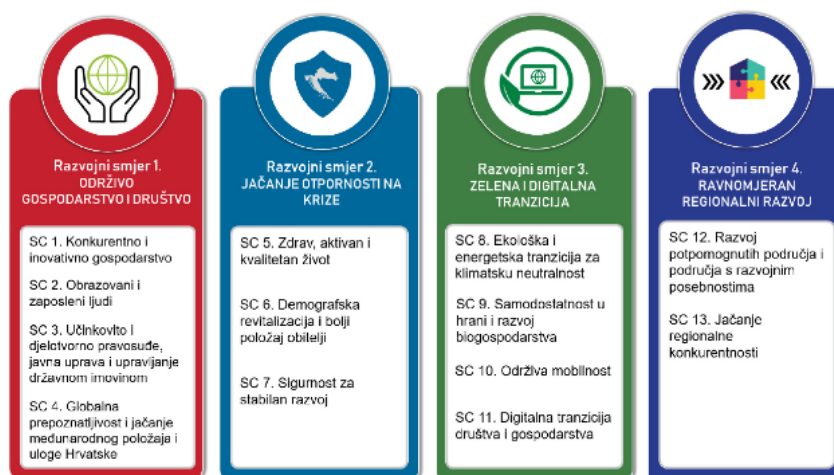 Razvojni smjer 1.
ODRŽIVO
GOSPODARSTVO I DRUŠTVO
SC 1. Konkurentno i
inovativno gospodarstvo
SC 2. Obrazovani i
zaposleni ljudi
SC 3. Učinkovito i
djelotvorno pravosuđe,
javna uprava i upravljanje
državnom imovinom
SC 4. Globalna
prepoznatljivost i jačanje
međunarodnog položaja i
uloge Hrvatske
Razvojni smjer 2.
JAČANJE OTPORNOSTI NA
KRIZE
SC 5. Zdrav, aktivan i
kvalitetan život
SC 6. Demografska
revitalizacija i bolji
položaj obitelji
SC 7. Sigurnost za
stabilan razvoj
Razvojni smjer 3.
ZELENA I DIGITALNA
TRANZICIJA
SC 8. Ekološka i
energetska tranzicija za
klimatsku neutralnost
SC 9. Samodostatnost u
hrani i razvoj
biogospodarstva
SC 10. Održiva mobilnost
SC 11. Digitalna tranzicija
društva i gospodarstva
Razvojni smjer 4.
RAVNOMJERAN
REGIONALNI RAZVOJ
SC 12. Razvoj
potpomognutih područja i
područja s razvojnim
posebnostima
SC 13. Jačanje
regionalne
konkurentnosti